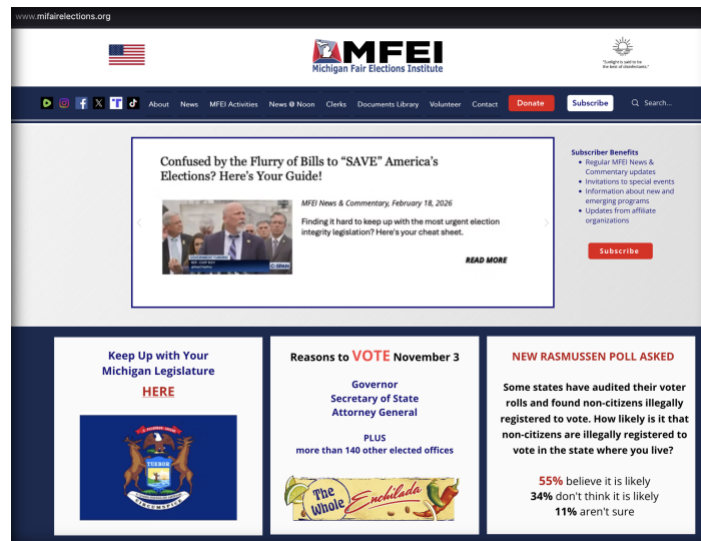 www.mifairelections.org
MFEI
Michigan Fair Elections Institute
"Sunlight is said to be
the best of disinfectants."
About News MFEI Activities News @ Noon Clerks Documents Library Volunteer Contact Donate Subscribe Search...
Confused by the Flurry of Bills to “SAVE” America’s
Elections? Here’s Your Guide!
MFEI News & Commentary, February 18, 2026
Finding it hard to keep up with the most urgent election
integrity legislation? Here's your cheat sheet.
READ MORE
C-SPAN
Subscriber Benefits
Regular MFEI News &
Commentary updates
Invitations to special events
Information about new and
emerging programs
Updates from affiliate
organizations
Subscribe
Keep Up with Your
Michigan Legislature
HERE
TUEBOR
Reasons to VOTE November 3
Governor
Secretary of State
Attorney General
PLUS
more than 140 other elected offices
The
Whole
Enchilada
NEW RASMUSSEN POLL ASKED
Some states have audited their voter
rolls and found non-citizens illegally
registered to vote. How likely is it that
non-citizens are illegally registered to
vote in the state where you live?
55% believe it is likely
34% don't think it is likely
11% aren't sure